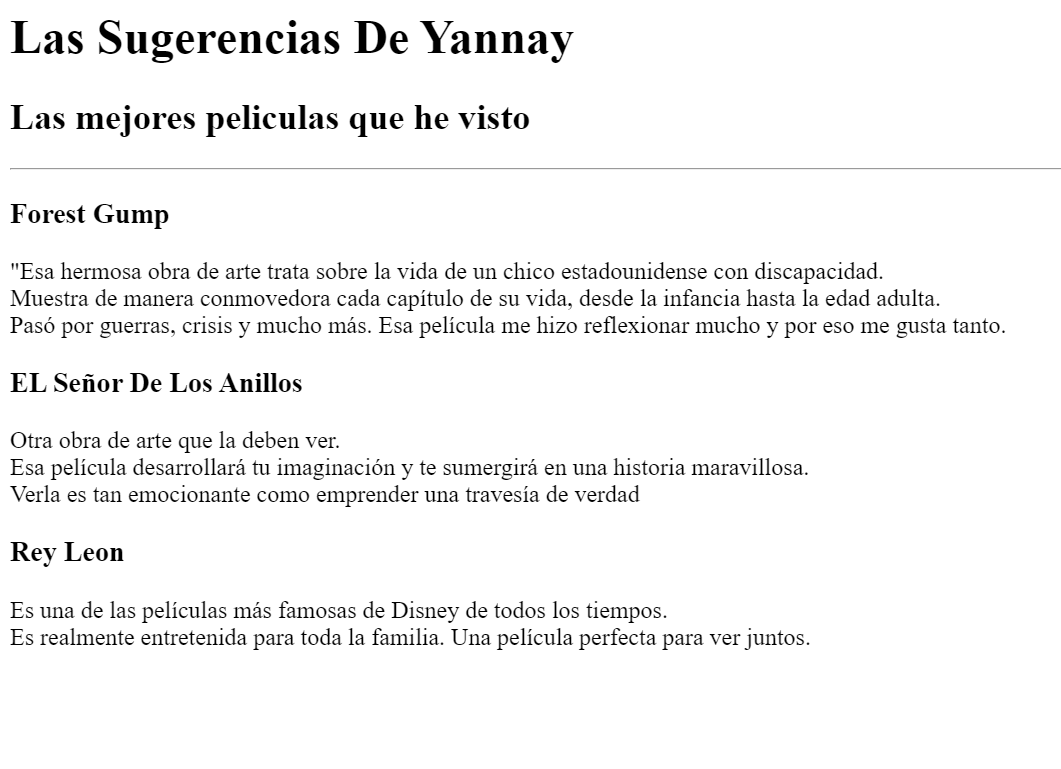 Las Sugerencias De Yannay
Las mejores peliculas que he visto
Forest Gump
"Esa hermosa obra de arte trata sobre la vida de un chico estadounidense con discapacidad.
Muestra de manera conmovedora cada capítulo de su vida, desde la infancia hasta la edad adulta.
Pasó por guerras, crisis y mucho más. Esa película me hizo reflexionar mucho y por eso me gusta tanto.
EL Señor De Los Anillos
Otra obra de arte que la deben ver.
Esa película desarrollará tu imaginación y te sumergirá en una historia maravillosa.
Verla es tan emocionante como emprender una travesía de verdad
Rey Leon
Es una de las películas más famosas de Disney de todos los tiempos.
Es realmente entretenida para toda la familia. Una película perfecta para ver juntos.